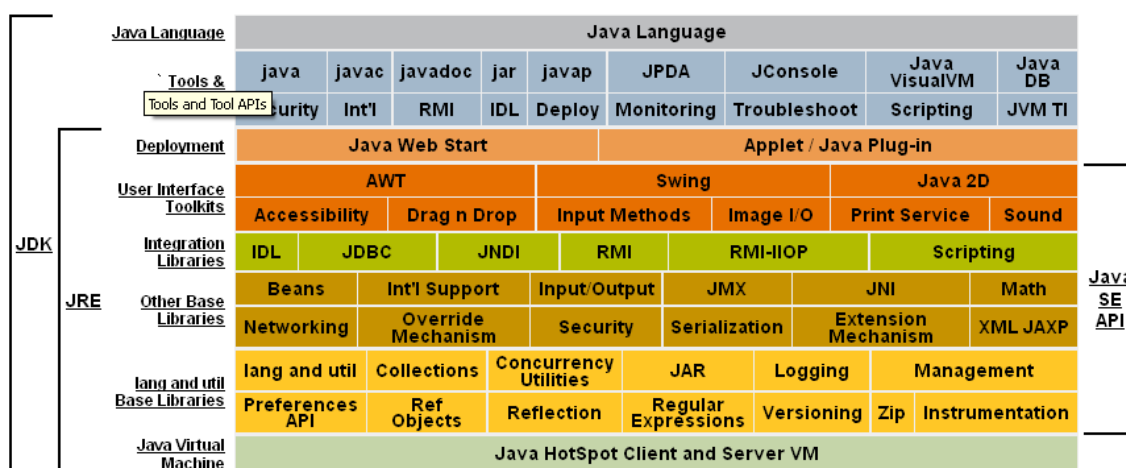 Java Language Java Language
` Tools & java javac javadoc jar javap JPDA JConsole Java VisualVM Java DB
Tools and Tool APIs curity Int'l RMI IDL Deploy Monitoring Troubleshoot Scripting JVM TI
Deployment Java Web Start Applet / Java Plug-in
User Interface Toolkits AWT Swing Java 2D
Accessibility Drag n Drop Input Methods Image I/O Print Service Sound
JDK
Integration Libraries IDL JDBC JNDI RMI RMI-IIOP Scripting
JRE
Other Base Libraries Beans Int'l Support Input/Output JMX JNI Math
Java SE API
Networking Override Mechanism Security Serialization Extension Mechanism XML JAXP
lang and util Base Libraries lang and util Collections Concurrency Utilities JAR Logging Management
Preferences API Ref Objects Reflection Regular Expressions Versioning Zip Instrumentation
Java Virtual Machine Java HotSpot Client and Server VM